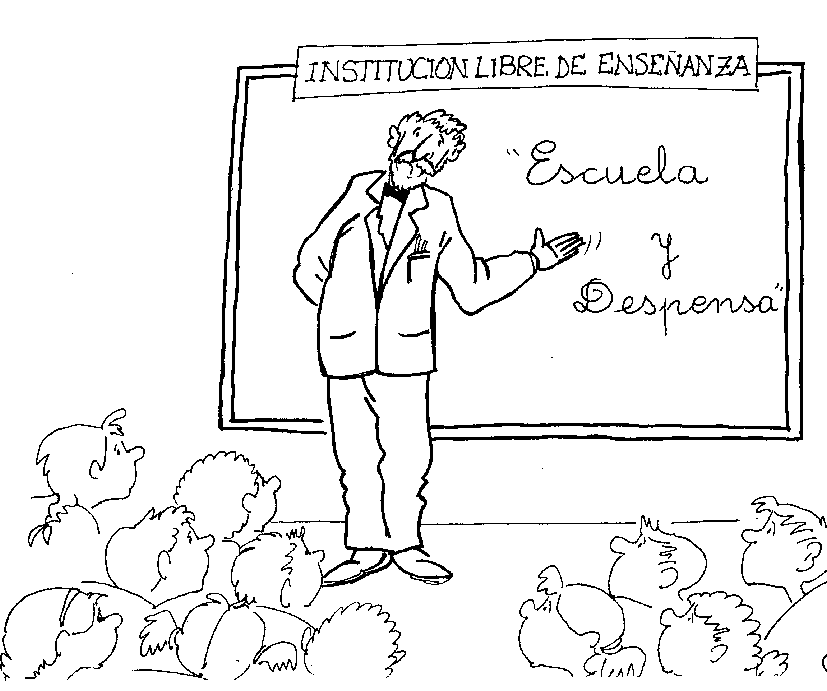 INSTITUCION LIBRE DE ENSEÑANZA
"Escuela
y
Despensa"